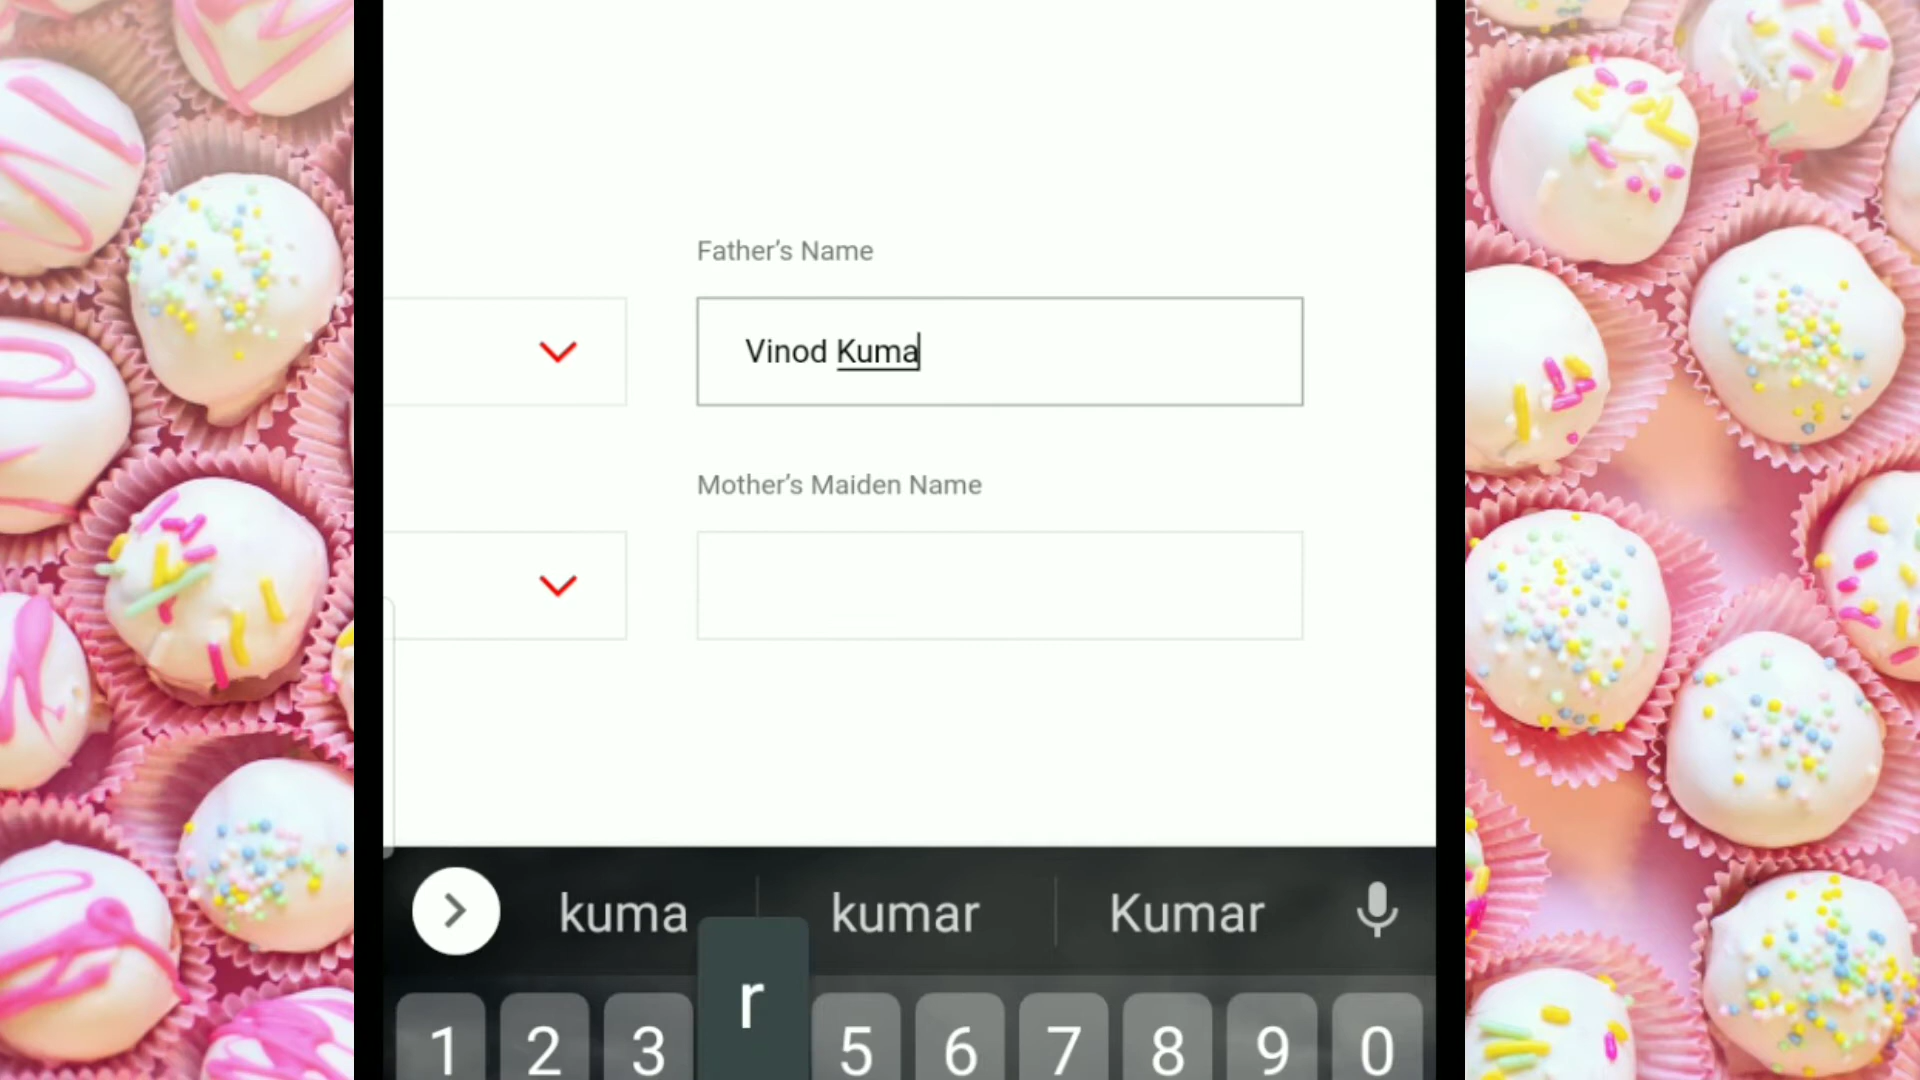 Father’s Name
Vinod Kuma
Mother’s Maiden Name
kuma kumar Kumar
r
1 2 3 5 6 7 8 9 0